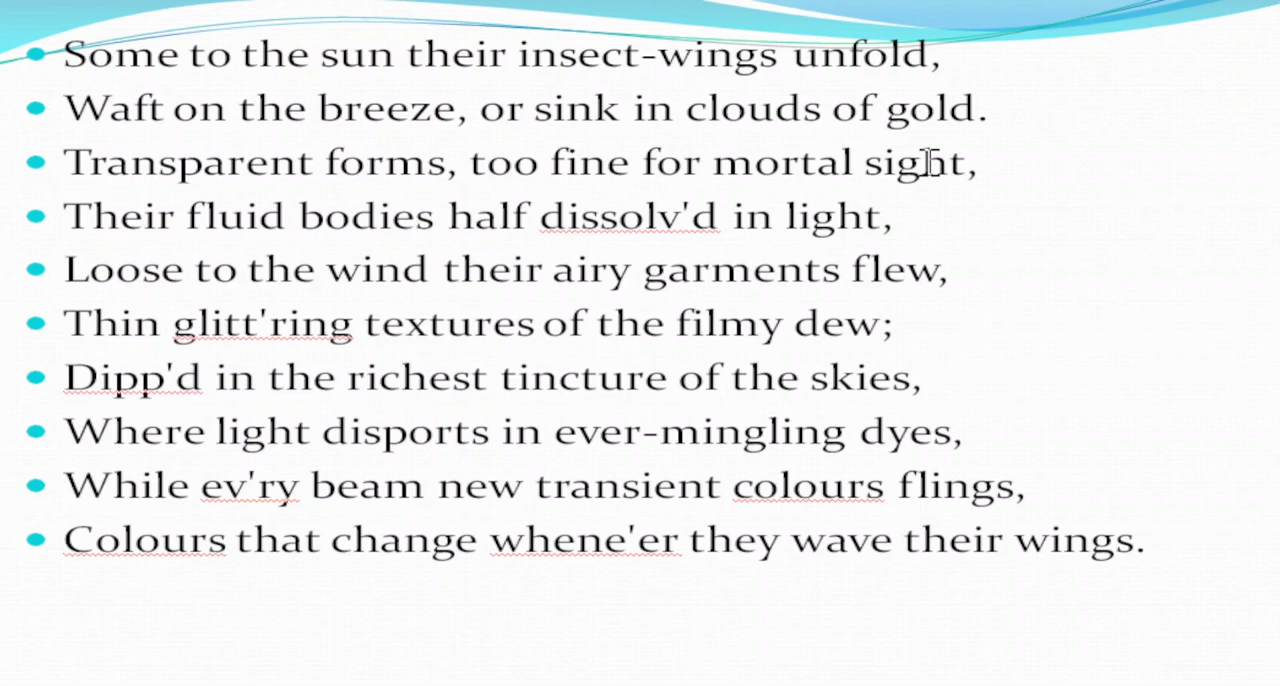 Some to the sun their insect-wings unfold,
Waft on the breeze, or sink in clouds of gold.
Transparent forms, too fine for mortal sight,
Their fluid bodies half dissolv'd in light,
Loose to the wind their airy garments flew,
Thin glitt'ring textures of the filmy dew;
Dipp'd in the richest tincture of the skies,
Where light disports in ever-mingling dyes,
While ev'ry beam new transient colours flings,
Colours that change whene'er they wave their wings.